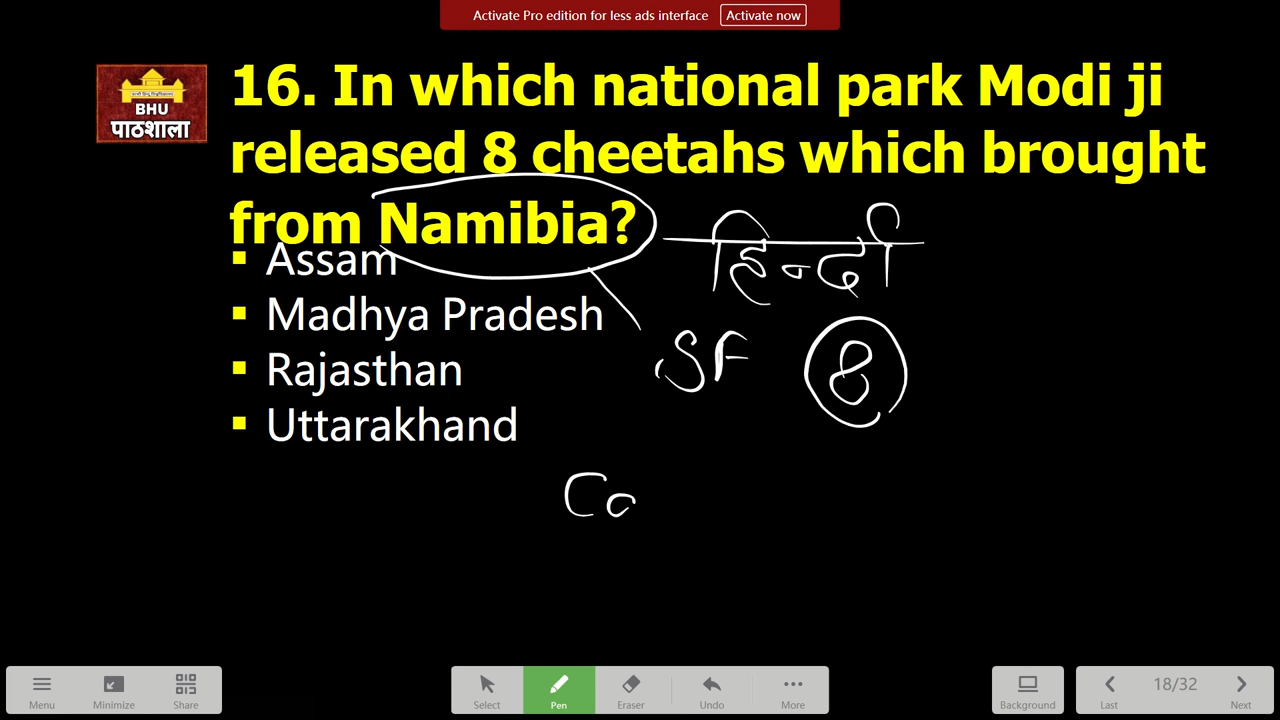 Activate Pro edition for less ads interface Activate now
BHU
पाठशाला
16. In which national park Modi ji
released 8 cheetahs which brought
from Namibia?
Assam
Madhya Pradesh
Rajasthan
Uttarakhand
हिन्दी
SF 8
Ca
Menu Minimize Share Select Pen Eraser Undo More Background Last 18/32 Next